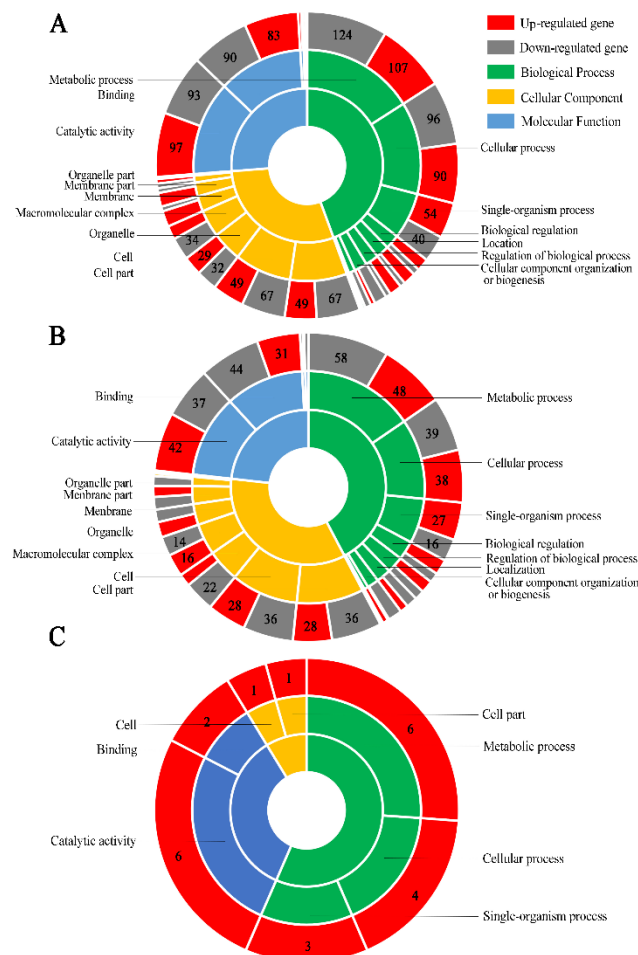 A
Up-regulated gene
Down-regulated gene
Biological Process
Cellular Component
Molecular Function
83
124
90
107
93
96
97
90
54
40
34
29
32
49
67
49
67
Metabolic process
Binding
Catalytic activity
Organelle part
Membrane part
Membrane
Macromolecular complex
Organelle
Cell
Cell part
Cellular process
Single-organism process
Biological regulation
Location
Regulation of biological process
Cellular component organization
or biogenesis
B
31
58
44
48
37
39
42
38
27
16
14
16
22
28
36
28
36
Binding
Catalytic activity
Organelle part
Menbrane part
Menbrane
Organelle
Macromolecular complex
Cell
Cell part
Metabolic process
Cellular process
Single-organism process
Biological regulation
Regulation of biological process
Localization
Cellular component organization
or biogenesis
C
1
1
2
6
6
4
3
Cell
Binding
Catalytic activity
Cell part
Metabolic process
Cellular process
Single-organism process